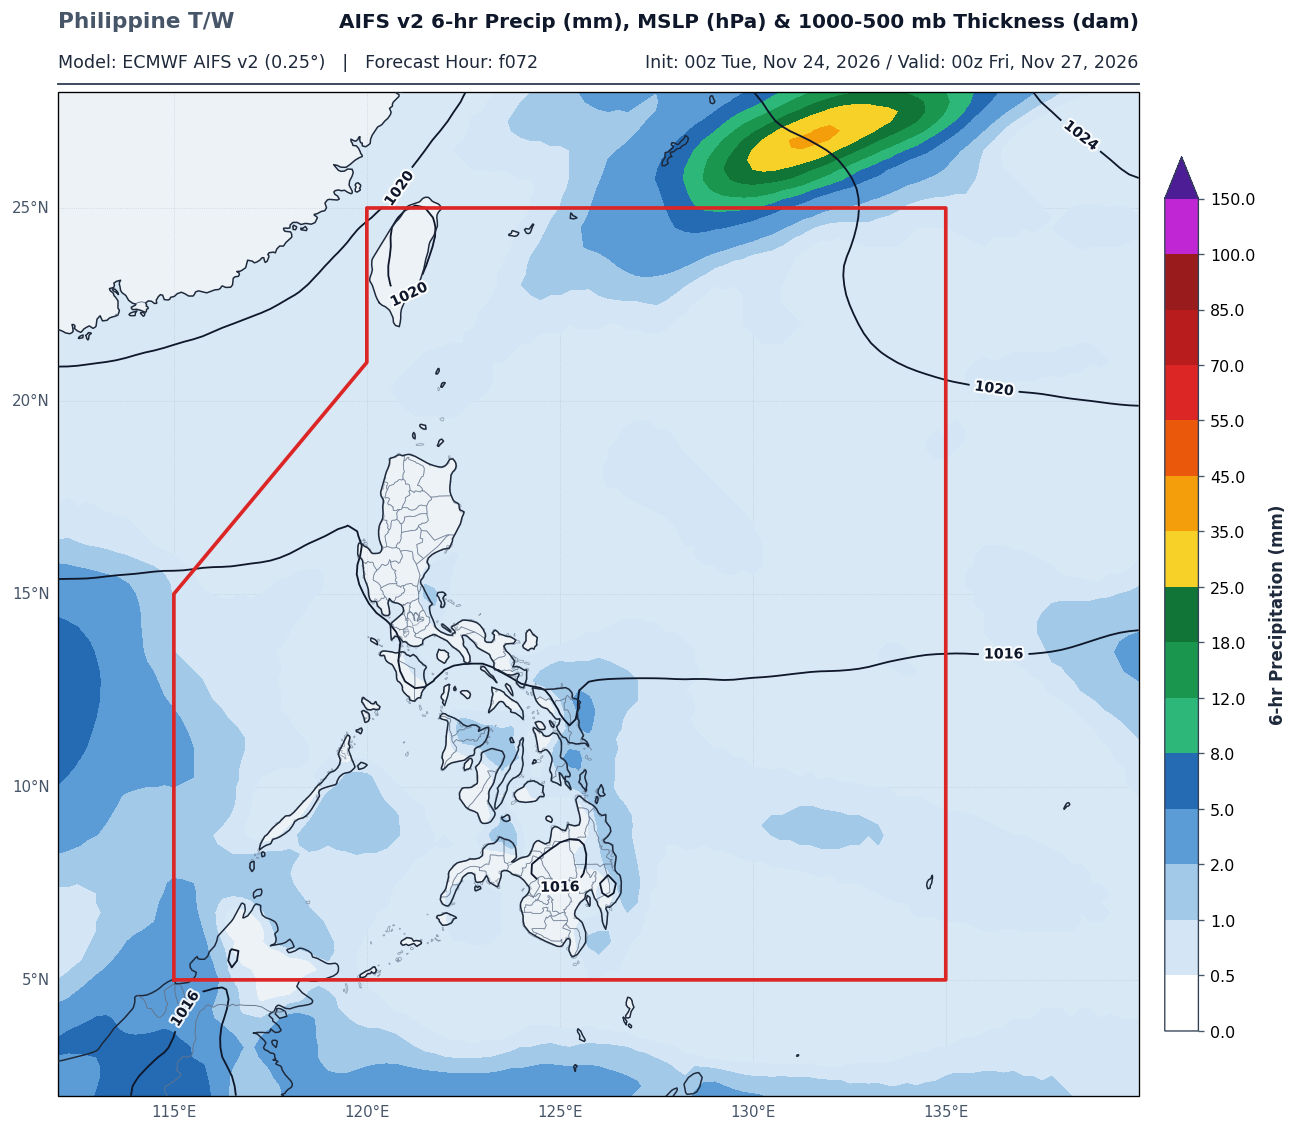 Philippine T/W
AIFS v2 6-hr Precip (mm), MSLP (hPa) & 1000-500 mb Thickness (dam)
Model: ECMWF AIFS v2 (0.25°) | Forecast Hour: f072
Init: 00z Tue, Nov 24, 2026 / Valid: 00z Fri, Nov 27, 2026
1024
1020
1020
1020
1016
1016
1016
25°N
20°N
15°N
10°N
5°N
115°E
120°E
125°E
130°E
135°E
150.0
100.0
85.0
70.0
55.0
45.0
35.0
25.0
18.0
12.0
8.0
5.0
2.0
1.0
0.5
0.0
6-hr Precipitation (mm)